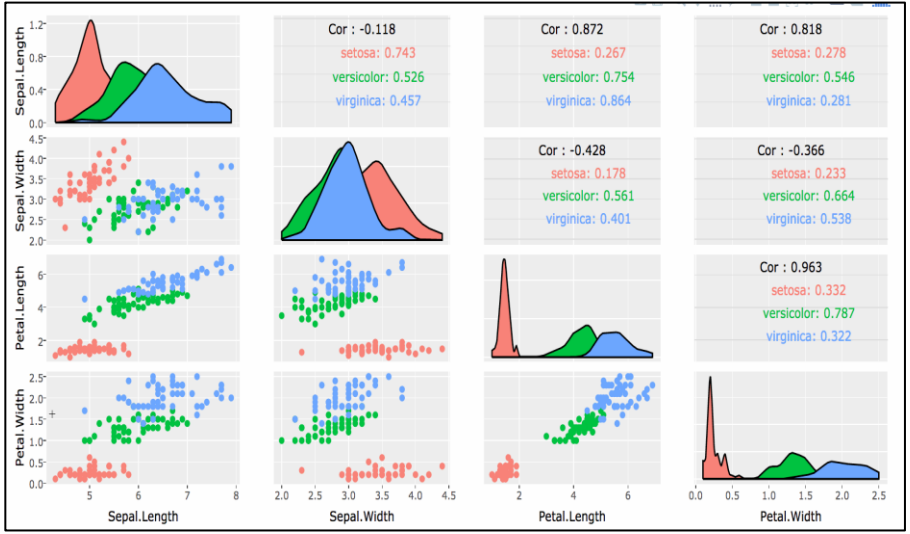 Sepal.Length
1.2
0.8
0.4
0.0
Cor : -0.118
setosa: 0.743
versicolor: 0.526
virginica: 0.457
Cor : 0.872
setosa: 0.267
versicolor: 0.754
virginica: 0.864
Cor : 0.818
setosa: 0.278
versicolor: 0.546
virginica: 0.281
Sepal.Width
4.5
4.0
3.5
3.0
2.5
2.0
Cor : -0.428
setosa: 0.178
versicolor: 0.561
virginica: 0.401
Cor : -0.366
setosa: 0.233
versicolor: 0.664
virginica: 0.538
Petal.Length
6
4
2
Cor : 0.963
setosa: 0.332
versicolor: 0.787
virginica: 0.322
Petal.Width
2.5
2.0
1.5
1.0
0.5
0.0
5 6 7 8
2.0 2.5 3.0 3.5 4.0 4.5
2 4 6
0.0 0.5 1.0 1.5 2.0 2.5
Sepal.Length
Sepal.Width
Petal.Length
Petal.Width